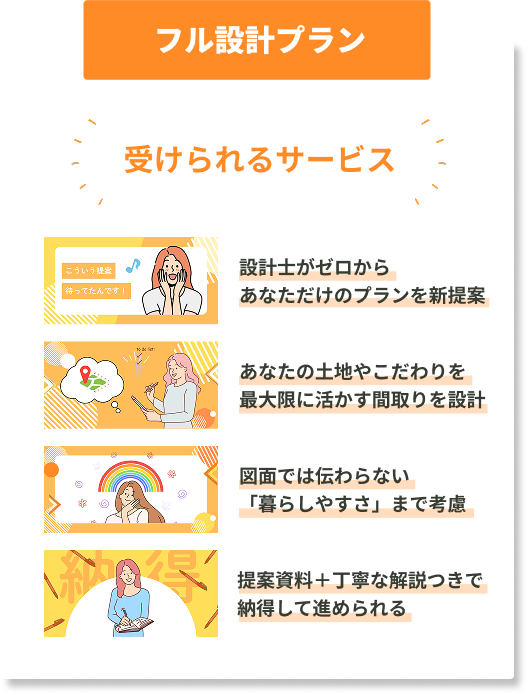 フル設計プラン
受けられるサービス
こういう提案
待ってたんです！
設計士がゼロから
あなただけのプランを新提案
to do list!
あなたの土地やこだわりを
最大限に活かす間取りを設計
図面では伝わらない
「暮らしやすさ」まで考慮
納得
提案資料＋丁寧な解説つきで
納得して進められる